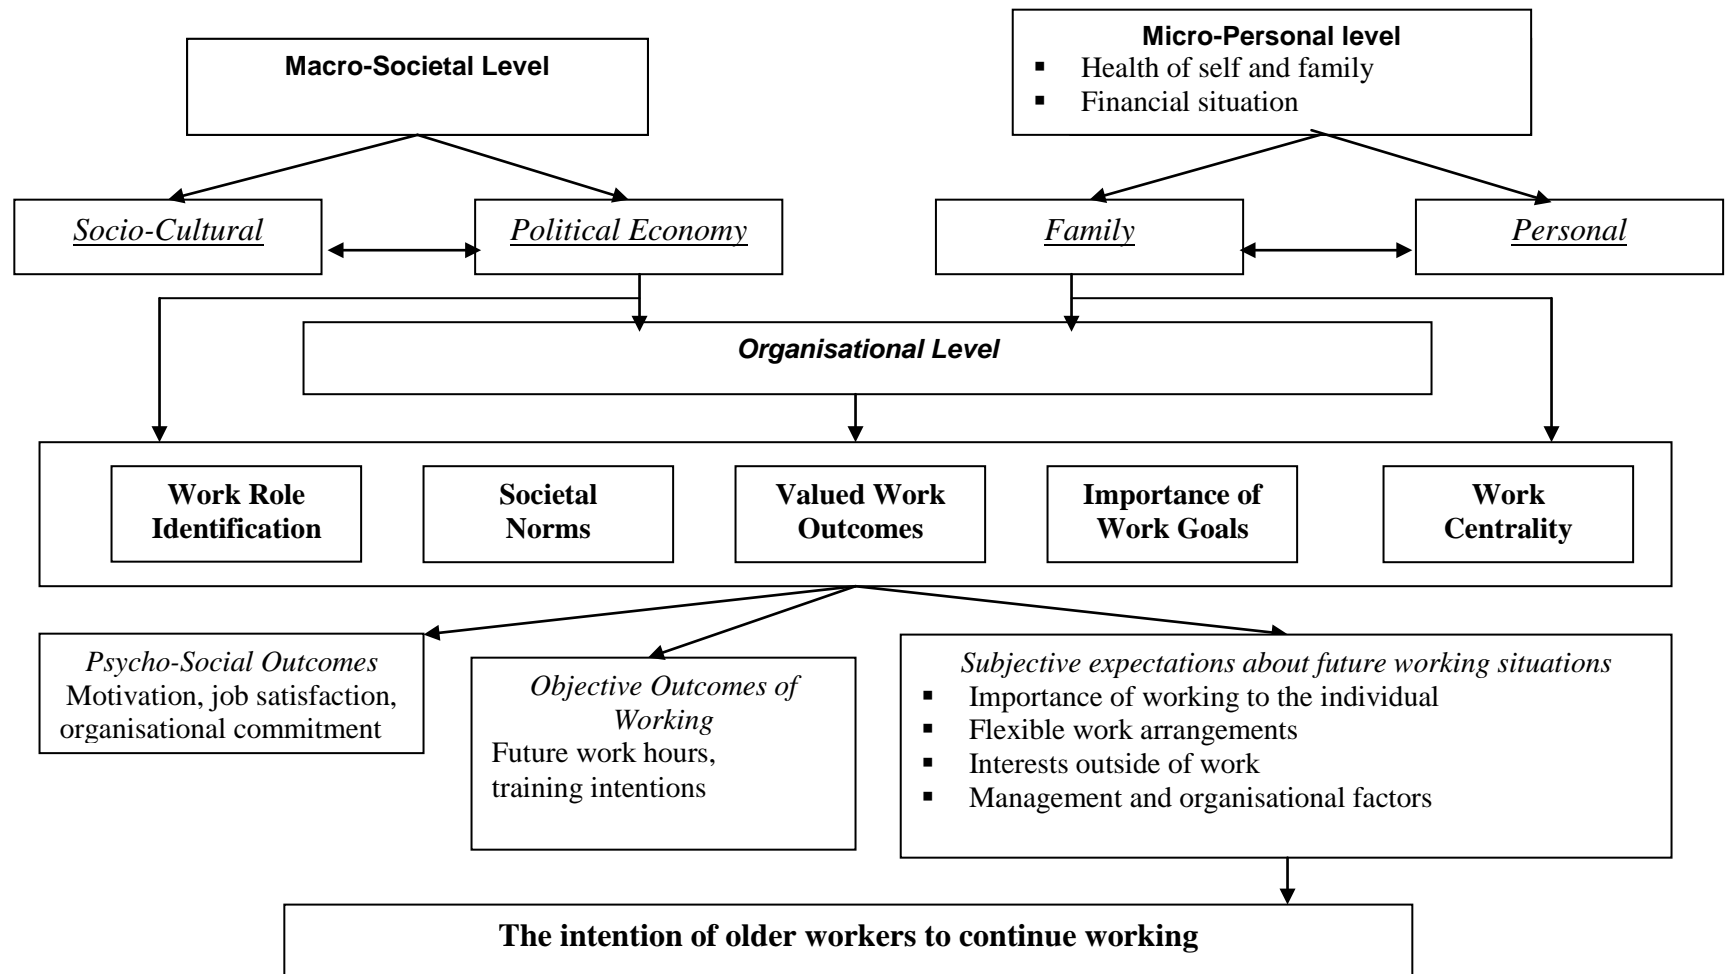 Macro-Societal Level
Micro-Personal level
▪ Health of self and family
▪ Financial situation
Socio-Cultural
Political Economy
Family
Personal
Organisational Level
Work Role
Identification
Societal
Norms
Valued Work
Outcomes
Importance of
Work Goals
Work
Centrality
Psycho-Social Outcomes
Motivation, job satisfaction,
organisational commitment
Objective Outcomes of
Working
Future work hours,
training intentions
Subjective expectations about future working situations
▪ Importance of working to the individual
▪ Flexible work arrangements
▪ Interests outside of work
▪ Management and organisational factors
The intention of older workers to continue working